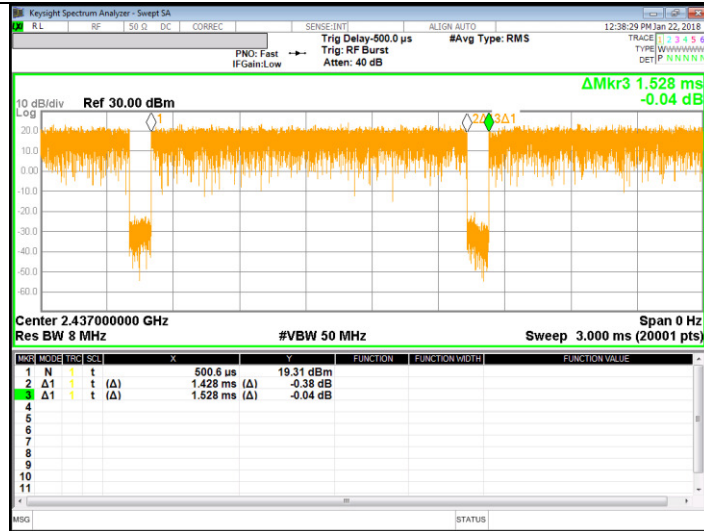 Keysight Spectrum Analyzer - Swept SA
RL RF 50 Ω DC CORREC SENSE:INT ALIGN AUTO 12:38:29 PM Jan 22, 2018
Trig Delay-500.0 µs #Avg Type: RMS TRACE 1 2 3 4 5 6
PNO: Fast Trig: RF Burst TYPE WWWWWW
IFGain:Low Atten: 40 dB DET P N N N N N
ΔMkr3 1.528 ms
-0.04 dB
10 dB/div Ref 30.00 dBm
Log
1 2Δ1 3Δ1
20.0
10.0
0.00
-10.0
-20.0
-30.0
-40.0
-50.0
-60.0
Center 2.437000000 GHz Span 0 Hz
Res BW 8 MHz #VBW 50 MHz Sweep 3.000 ms (20001 pts)
MKR MODE TRC SCL X Y FUNCTION FUNCTION WIDTH FUNCTION VALUE
1 N 1 t 500.6 µs 19.31 dBm
2 Δ1 1 t (Δ) 1.428 ms (Δ) -0.38 dB
3 Δ1 1 t (Δ) 1.528 ms (Δ) -0.04 dB
4
5
6
7
8
9
10
11
MSG STATUS